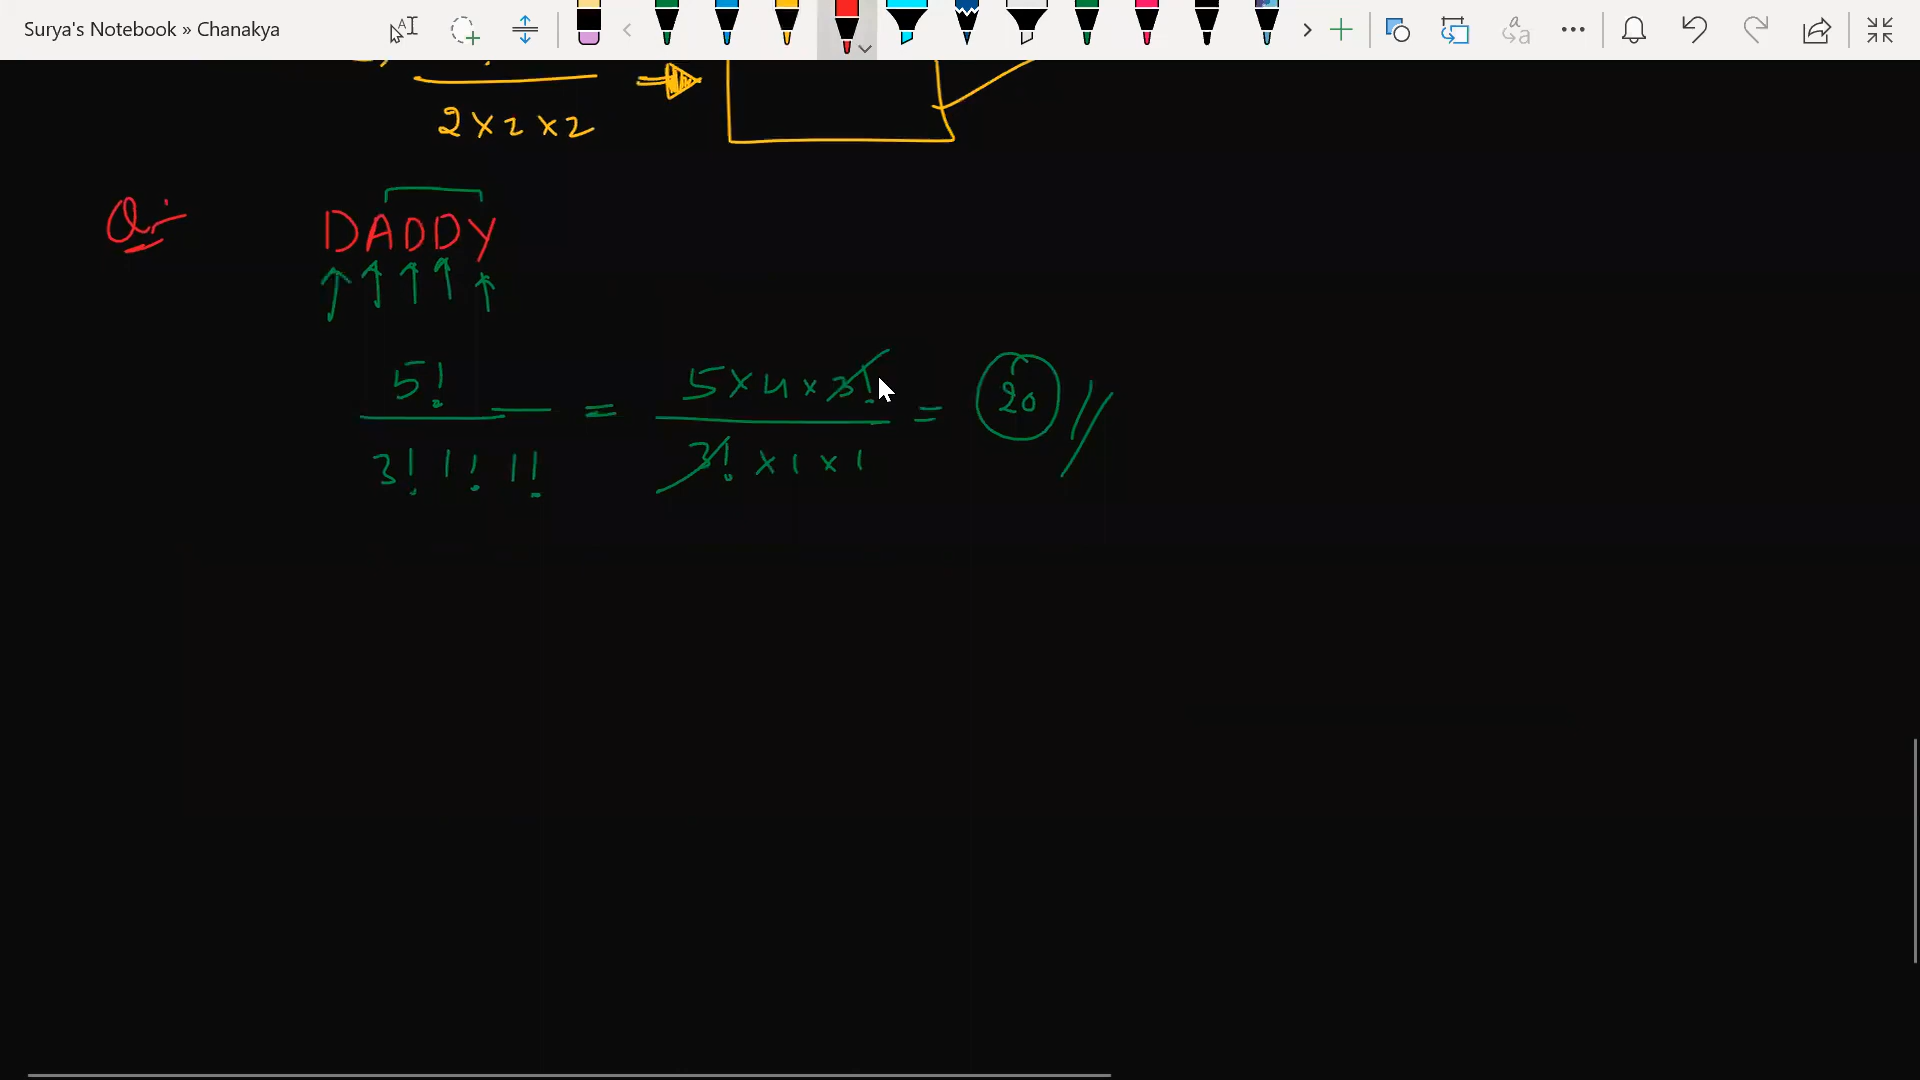 Surya's Notebook » Chanakya
2 x 2 x 2
Q:- DADDY
5! / 3! 1! 1! = 5 x 4 x 3! / 3! x 1 x 1 = 20 //